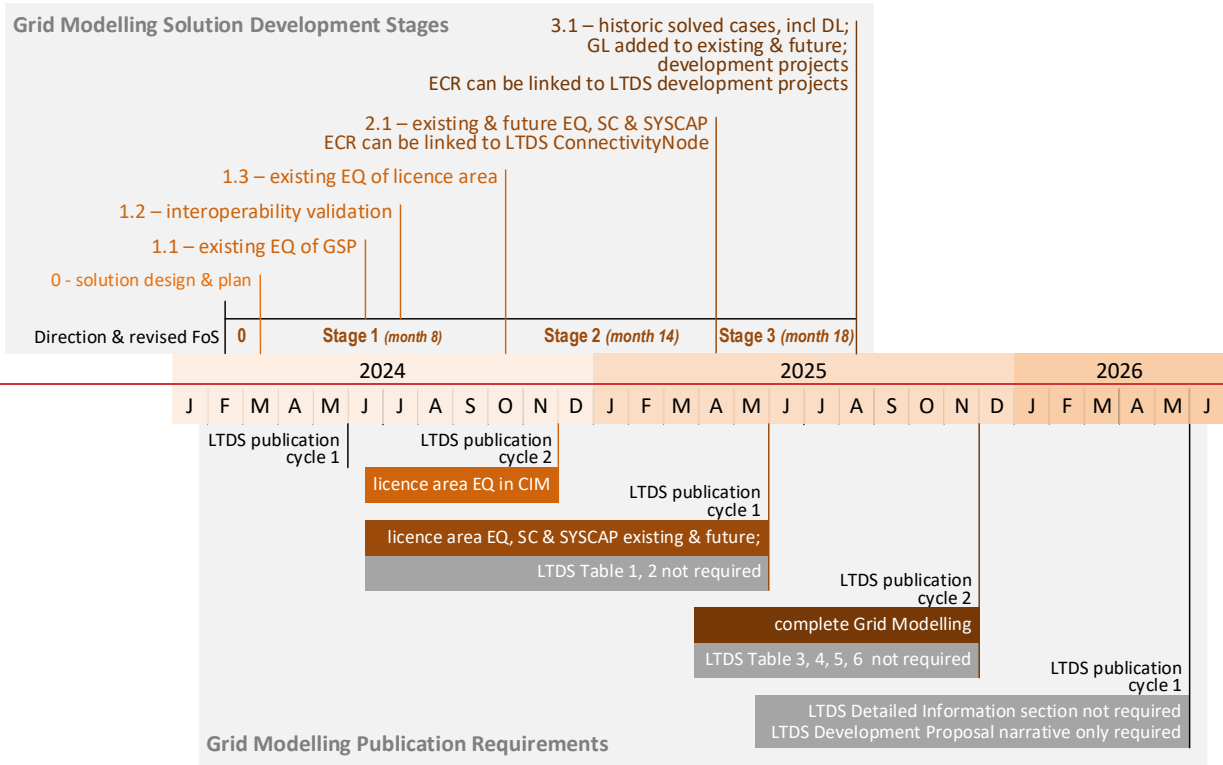 Grid Modelling Solution Development Stages
3.1 – historic solved cases, incl DL;
GL added to existing & future;
development projects
ECR can be linked to LTDS development projects
2.1 – existing & future EQ, SC & SYSCAP
ECR can be linked to LTDS ConnectivityNode
1.3 – existing EQ of licence area
1.2 – interoperability validation
1.1 – existing EQ of GSP
0 - solution design & plan
Direction & revised FoS
0
Stage 1 (month 8)
Stage 2 (month 14)
Stage 3 (month 18)
2024
2025
2026
J F M A M J J A S O N D J F M A M J J A S O N D J F M A M J
LTDS publication
cycle 1
LTDS publication
cycle 2
licence area EQ in CIM
LTDS publication
cycle 1
licence area EQ, SC & SYSCAP existing & future;
LTDS Table 1, 2 not required
LTDS publication
cycle 2
complete Grid Modelling
LTDS Table 3, 4, 5, 6 not required
LTDS publication
cycle 1
LTDS Detailed Information section not required
LTDS Development Proposal narrative only required
Grid Modelling Publication Requirements